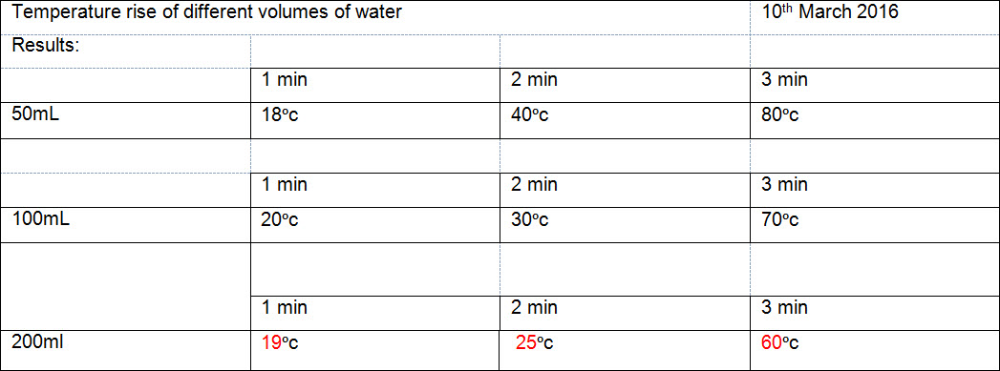 Temperature rise of different volumes of water 10th March 2016
Results:
1 min 2 min 3 min
50mL 18°c 40°c 80°c
1 min 2 min 3 min
100mL 20°c 30°c 70°c
1 min 2 min 3 min
200ml 19°c 25°c 60°c